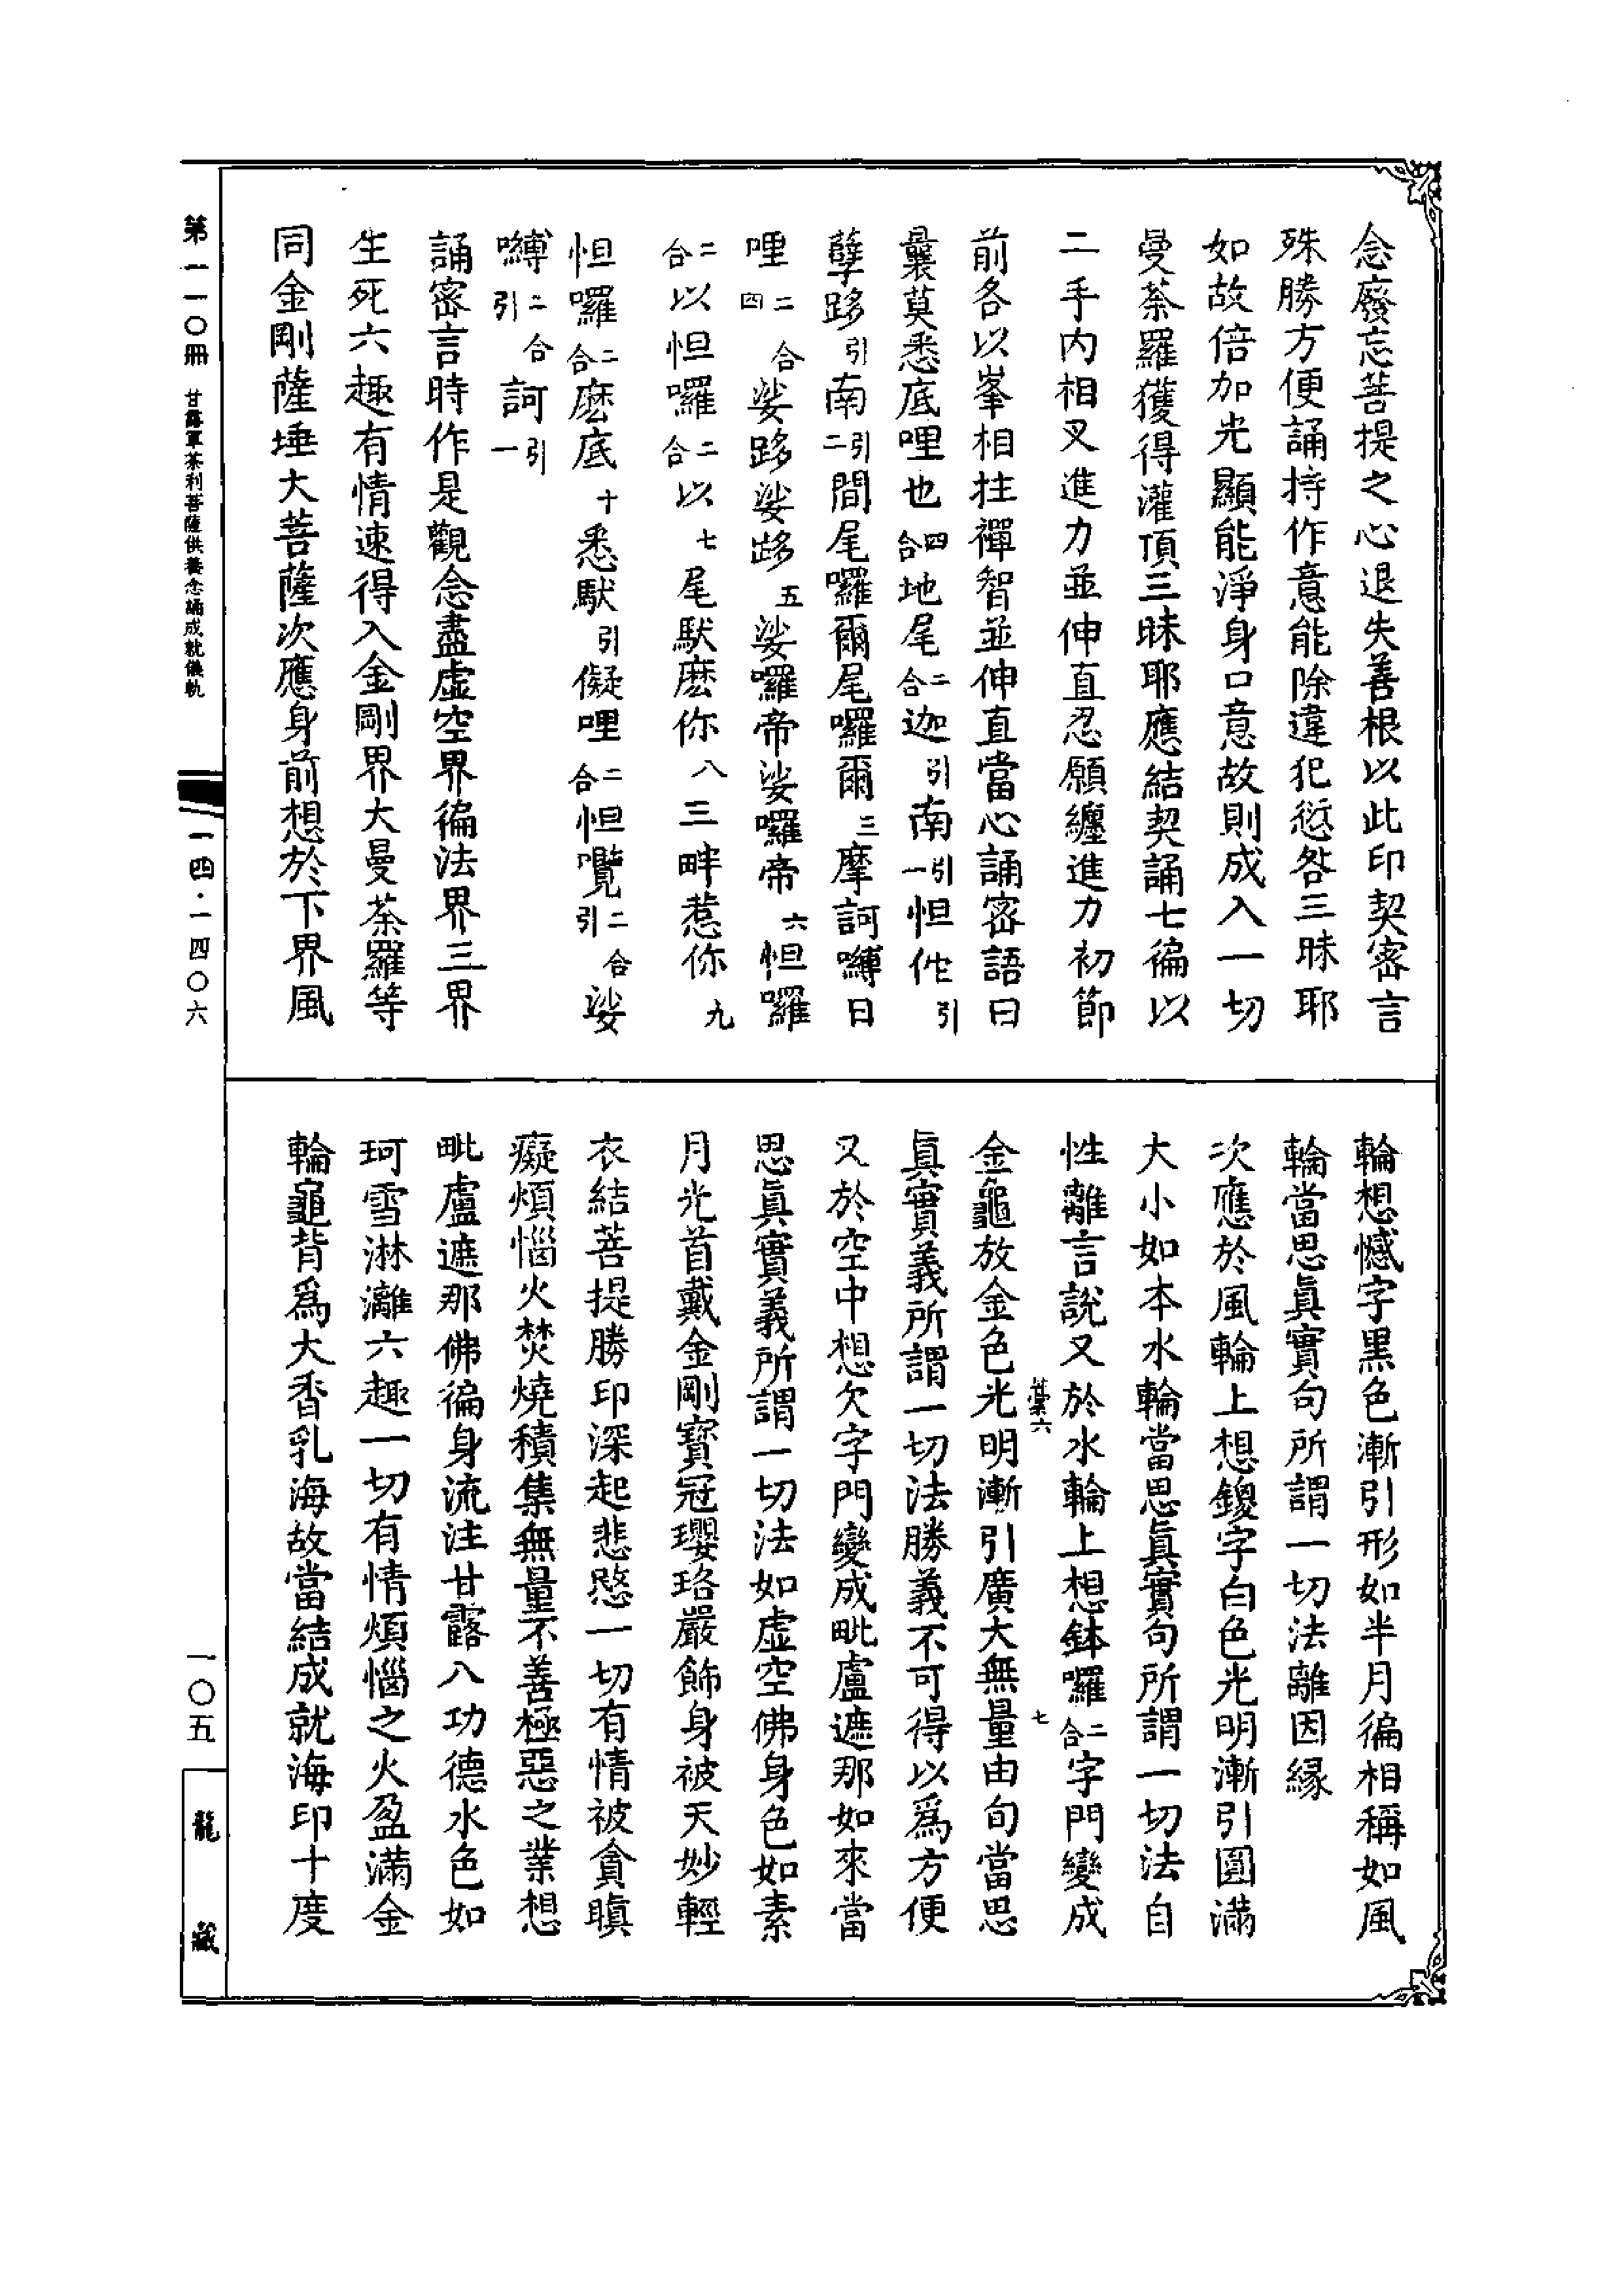 念廢忘菩提之心退失善根以此印契密言
殊勝方便誦持作意能除違犯愆咎三昧耶
如故倍加光顯能淨身口意故則成入一切
曼荼羅獲得灌頂三昧耶應結契誦七徧以
二手内相叉進力並伸直忍願纏進力初節
前各以峯相拄禪智並伸直當心誦密語曰
曩莫悉底哩也四合地尾二合迦引南引一怛佗引
孽跢引南引二間尾囉爾尾囉爾三摩訶嚩日
哩二合四娑跢娑跢五娑囉帝娑囉帝六怛囉
二合以怛囉二合以七尾馱麽你八三畔惹你九
怛囉二合麽底十悉馱引儗哩二合怛㘕二合引娑
嚩二合引訶引一
誦密言時作是觀念盡虚空界徧法界三界
生死六趣有情速得入金剛界大曼荼羅等
同金剛薩埵大菩薩次應身前想於下界風
輪想憾字黑色漸引形如半月徧相稱如風
輪當思眞實句所謂一切法離因緣
次應於風輪上想鑁字白色光明漸引圓滿
大小如本水輪當思眞實句所謂一切法自
性離言說又於水輪上想鉢囉二合字門變成
金龜放金色光明漸引廣大無量由旬當思
眞實義所謂一切法勝義不可得以爲方便
又於空中想欠字門變成毗盧遮那如來當
思眞實義所謂一切法如虚空佛身色如素
月光首戴金剛寳冠瓔珞嚴飾身被天妙輕
衣結菩提勝印深起悲愍一切有情被貪瞋
癡煩惱火焚燒積集無量不善極惡之業想
毗盧遮那佛徧身流注甘露八功德水色如
珂雪淋灕六趣一切有情煩惱之火盈滿金
輪龜背爲大香乳海故當結成就海印十度
六
七
第一一〇冊 甘露軍荼利菩薩供養念誦成就儀軌
一四·一四〇六
一〇五
龍藏